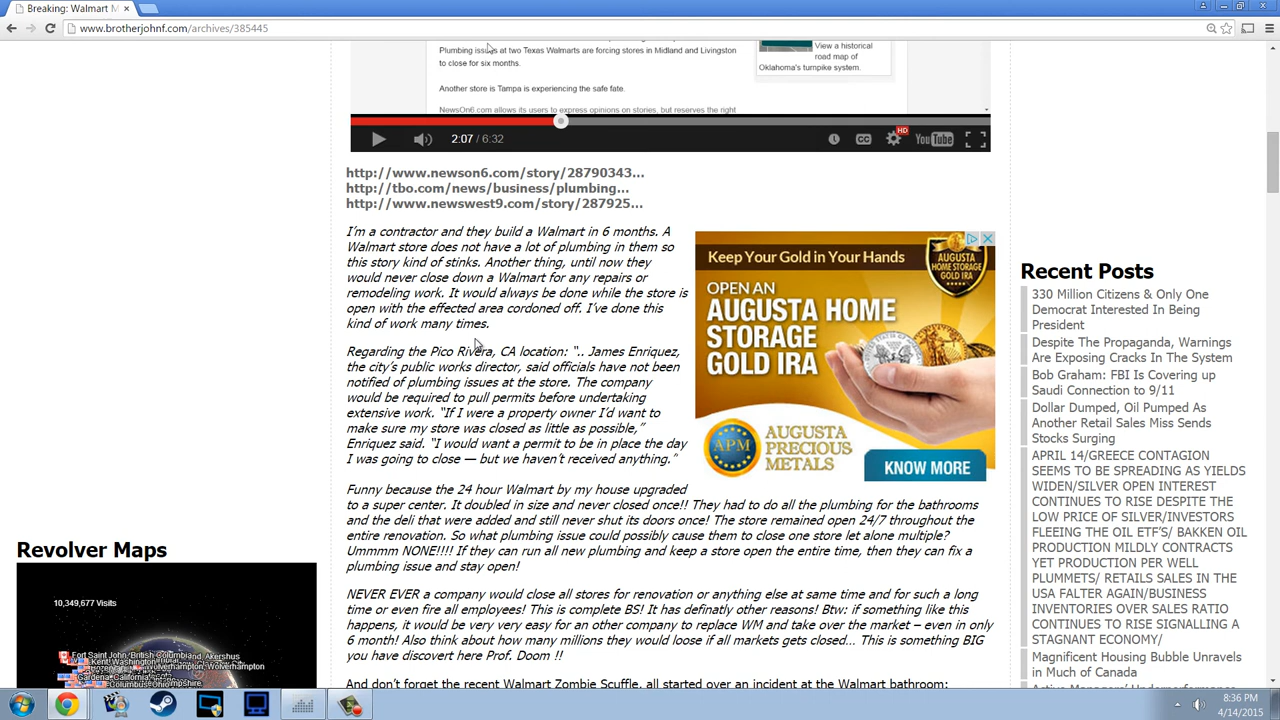 Breaking: Walmart M
www.brotherjohnf.com/archives/385445
Plumbing issues at two Texas Walmarts are forcing stores in Midland and Livingston
to close for six months.
Another store is Tampa is experiencing the safe fate.
NewsOn6.com allows its users to express opinions on stories, but reserves the right
View a historical
road map of
Oklahoma's turnpike system.
2:07 / 6:32
CC
HD
YouTube
http://www.newson6.com/story/28790343...
http://tbo.com/news/business/plumbing...
http://www.newswest9.com/story/287925...
I'm a contractor and they build a Walmart in 6 months. A
Walmart store does not have a lot of plumbing in them so
this story kind of stinks. Another thing, until now they
would never close down a Walmart for any repairs or
remodeling work. It would always be done while the store is
open with the effected area cordoned off. I've done this
kind of work many times.
Regarding the Pico Rivera, CA location: ".. James Enriquez,
the city's public works director, said officials have not been
notified of plumbing issues at the store. The company
would be required to pull permits before undertaking
extensive work. "If I were a property owner I'd want to
make sure my store was closed as little as possible,"
Enriquez said. "I would want a permit to be in place the day
I was going to close — but we haven't received anything."
Funny because the 24 hour Walmart by my house upgraded
to a super center. It doubled in size and never closed once!! They had to do all the plumbing for the bathrooms
and the deli that were added and still never shut its doors once! The store remained open 24/7 throughout the
entire renovation. So what plumbing issue could possibly cause them to close one store let alone multiple?
Ummmm NONE!!!! If they can run all new plumbing and keep a store open the entire time, then they can fix a
plumbing issue and stay open!
NEVER EVER a company would close all stores for renovation or anything else at same time and for such a long
time or even fire all employees! This is complete BS! It has definatly other reasons! Btw: if something like this
happens, it would be very very easy for an other company to replace WM and take over the market – even in only
6 month! Also think about how many millions they would loose if all markets gets closed… This is something BIG
you have discovert here Prof. Doom !!
And don't forget the recent Walmart Zombie Scuffle, all started over an incident at the Walmart bathroom
Keep Your Gold in Your Hands
AUGUSTA
HOME STORAGE
GOLD IRA
OPEN AN
AUGUSTA HOME
STORAGE
GOLD IRA
APM
AUGUSTA
PRECIOUS
METALS
KNOW MORE
Recent Posts
330 Million Citizens & Only One
Democrat Interested In Being
President
Despite The Propaganda, Warnings
Are Exposing Cracks In The System
Bob Graham: FBI Is Covering up
Saudi Connection to 9/11
Dollar Dumped, Oil Pumped As
Another Retail Sales Miss Sends
Stocks Surging
APRIL 14/GREECE CONTAGION
SEEMS TO BE SPREADING AS YIELDS
WIDEN/SILVER OPEN INTEREST
CONTINUES TO RISE DESPITE THE
LOW PRICE OF SILVER/INVESTORS
FLEEING THE OIL ETF'S/ BAKKEN OIL
PRODUCTION MILDLY CONTRACTS
YET PRODUCTION PER WELL
PLUMMETS/ RETAILS SALES IN THE
USA FALTER AGAIN/BUSINESS
INVENTORIES OVER SALES RATIO
CONTINUES TO RISE SIGNALLING A
STAGNANT ECONOMY/
Magnificent Housing Bubble Unravels
in Much of Canada
Active Managers' Underperformance
Revolver Maps
10,349,677 Visits
Fort Saint John, British Columbia
Akershus
Kent, Washington
Wolverhampton, Wolverhampton
Gardena, California
8:36 PM
4/14/2015